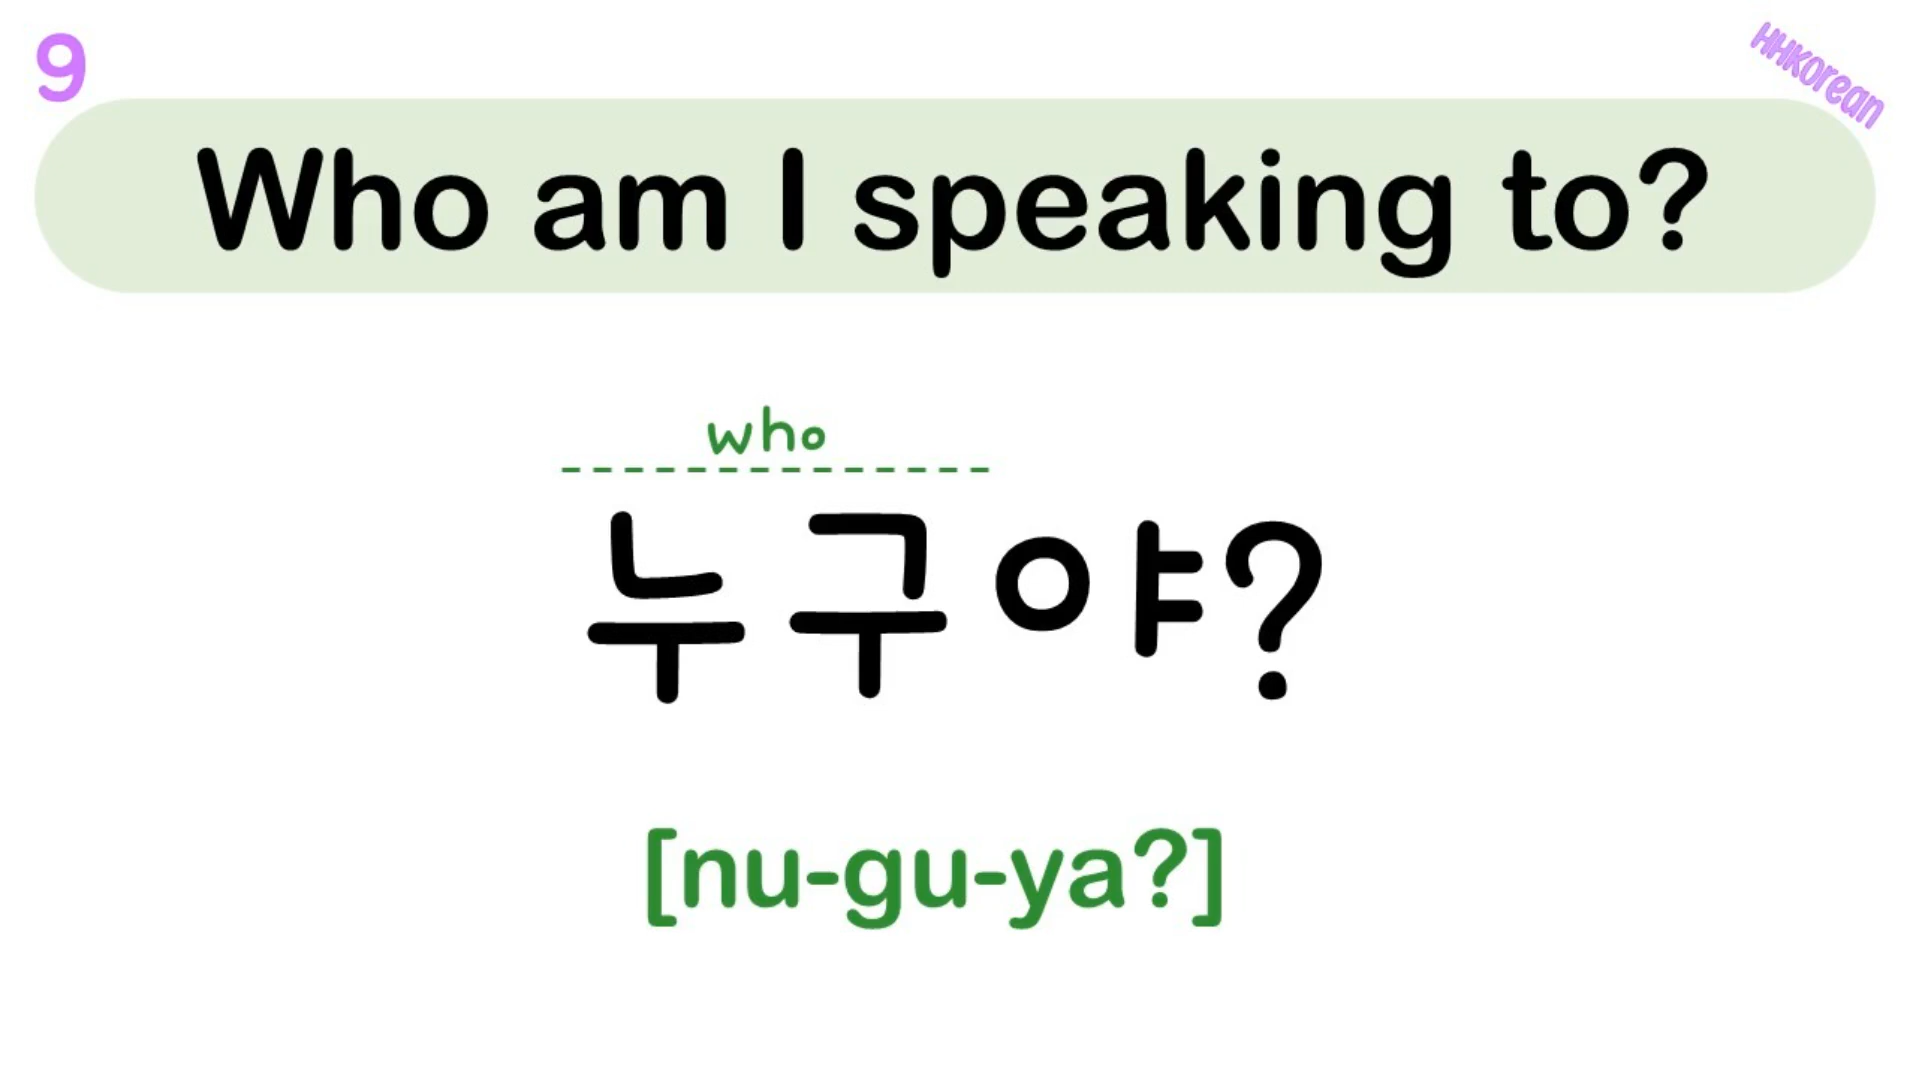 9
HHKorean
Who am I speaking to?
who
누구야?
[nu-gu-ya?]